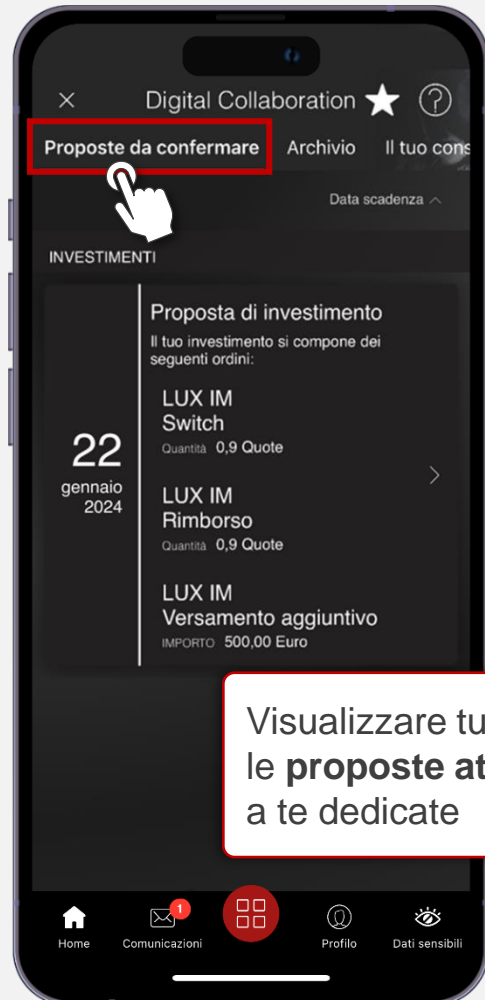 Digital Collaboration
Proposte da confermare Archivio Il tuo cons
Data scadenza
INVESTIMENTI
22
gennaio
2024
Proposta di investimento
Il tuo investimento si compone dei
seguenti ordini:
LUX IM
Switch
Quantità 0,9 Quote
LUX IM
Rimborso
Quantità 0,9 Quote
LUX IM
Versamento aggiuntivo
IMPORTO 500,00 Euro
Visualizzare tu
le proposte at
a te dedicate
1
Home Comunicazioni Profilo Dati sensibili